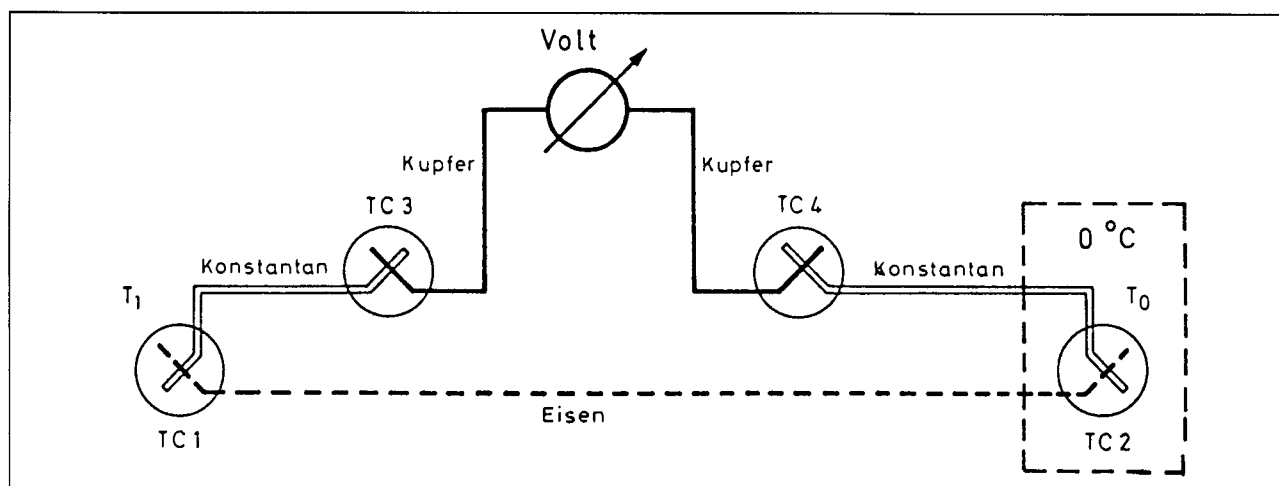 Volt
Kupfer
Kupfer
TC 3
TC 4
0 °C
Konstantan
Konstantan
T₁
T₀
Eisen
TC 1
TC 2